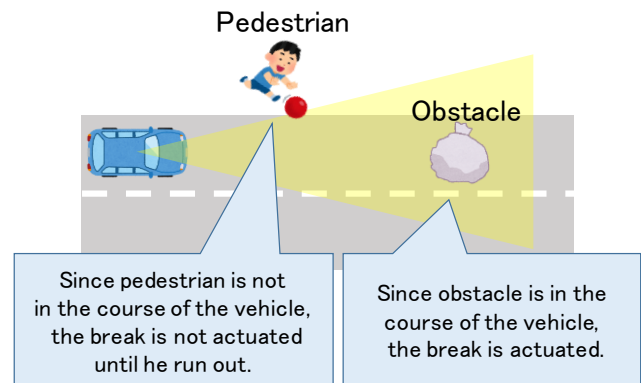 Pedestrian
Obstacle
Since pedestrian is not
in the course of the vehicle,
the break is not actuated
until he run out.
Since obstacle is in the
course of the vehicle,
the break is actuated.